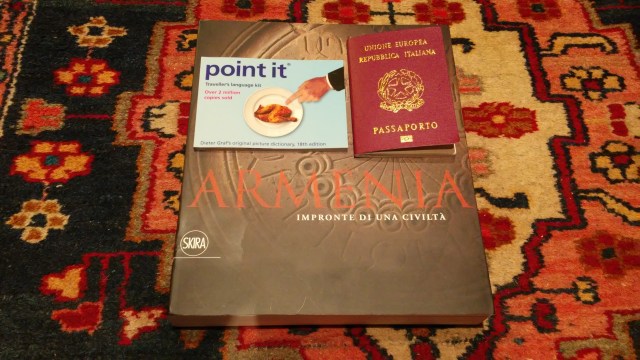 point it®
Traveller's language kit
Over 2 million
copies sold
Dieter Graf's original picture dictionary, 19th edition
UNIONE EUROPEA
REPUBBLICA ITALIANA
PASSAPORTO
ARMENIA
IMPRONTE DI UNA CIVILTÀ
SKIRA